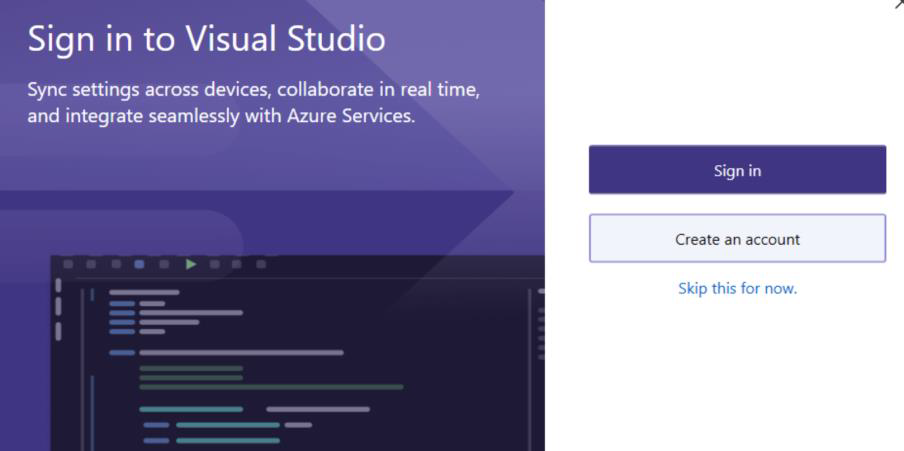 Sign in to Visual Studio
Sync settings across devices, collaborate in real time,
and integrate seamlessly with Azure Services.
Sign in
Create an account
Skip this for now.